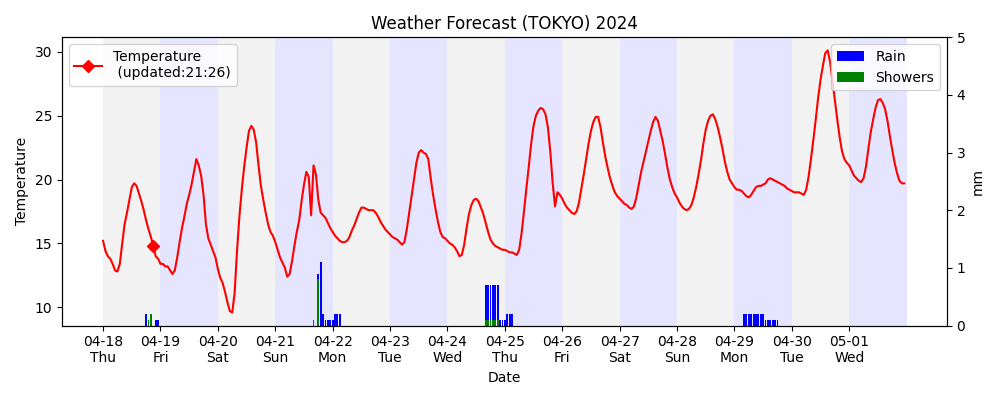 Weather Forecast (TOKYO) 2024
Temperature
(updated:21:26)
Rain
Showers
Temperature
30
25
20
15
10
5
4
3
2
1
0
mm
04-18 04-19 04-20 04-21 04-22 04-23 04-24 04-25 04-26 04-27 04-28 04-29 04-30 05-01
Thu Fri Sat Sun Mon Tue Wed Thu Fri Sat Sun Mon Tue Wed
Date